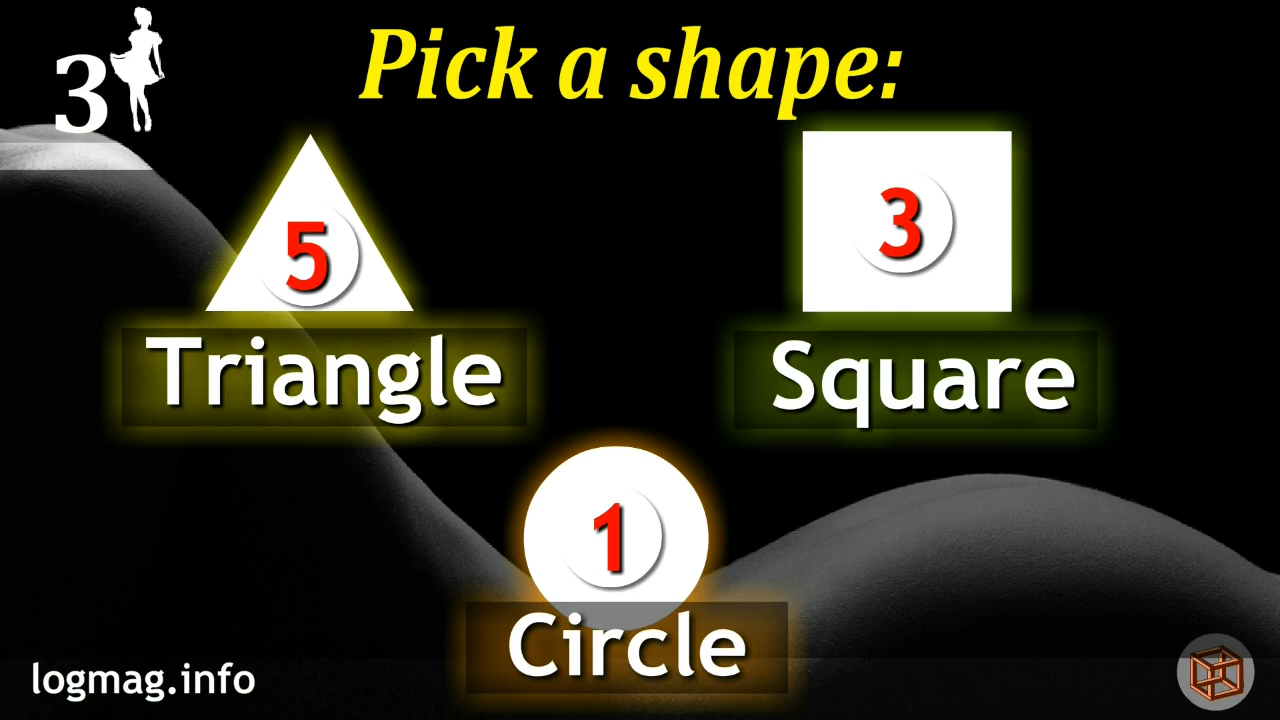 3
Pick a shape:
5
Triangle
3
Square
1
Circle
logmag.info